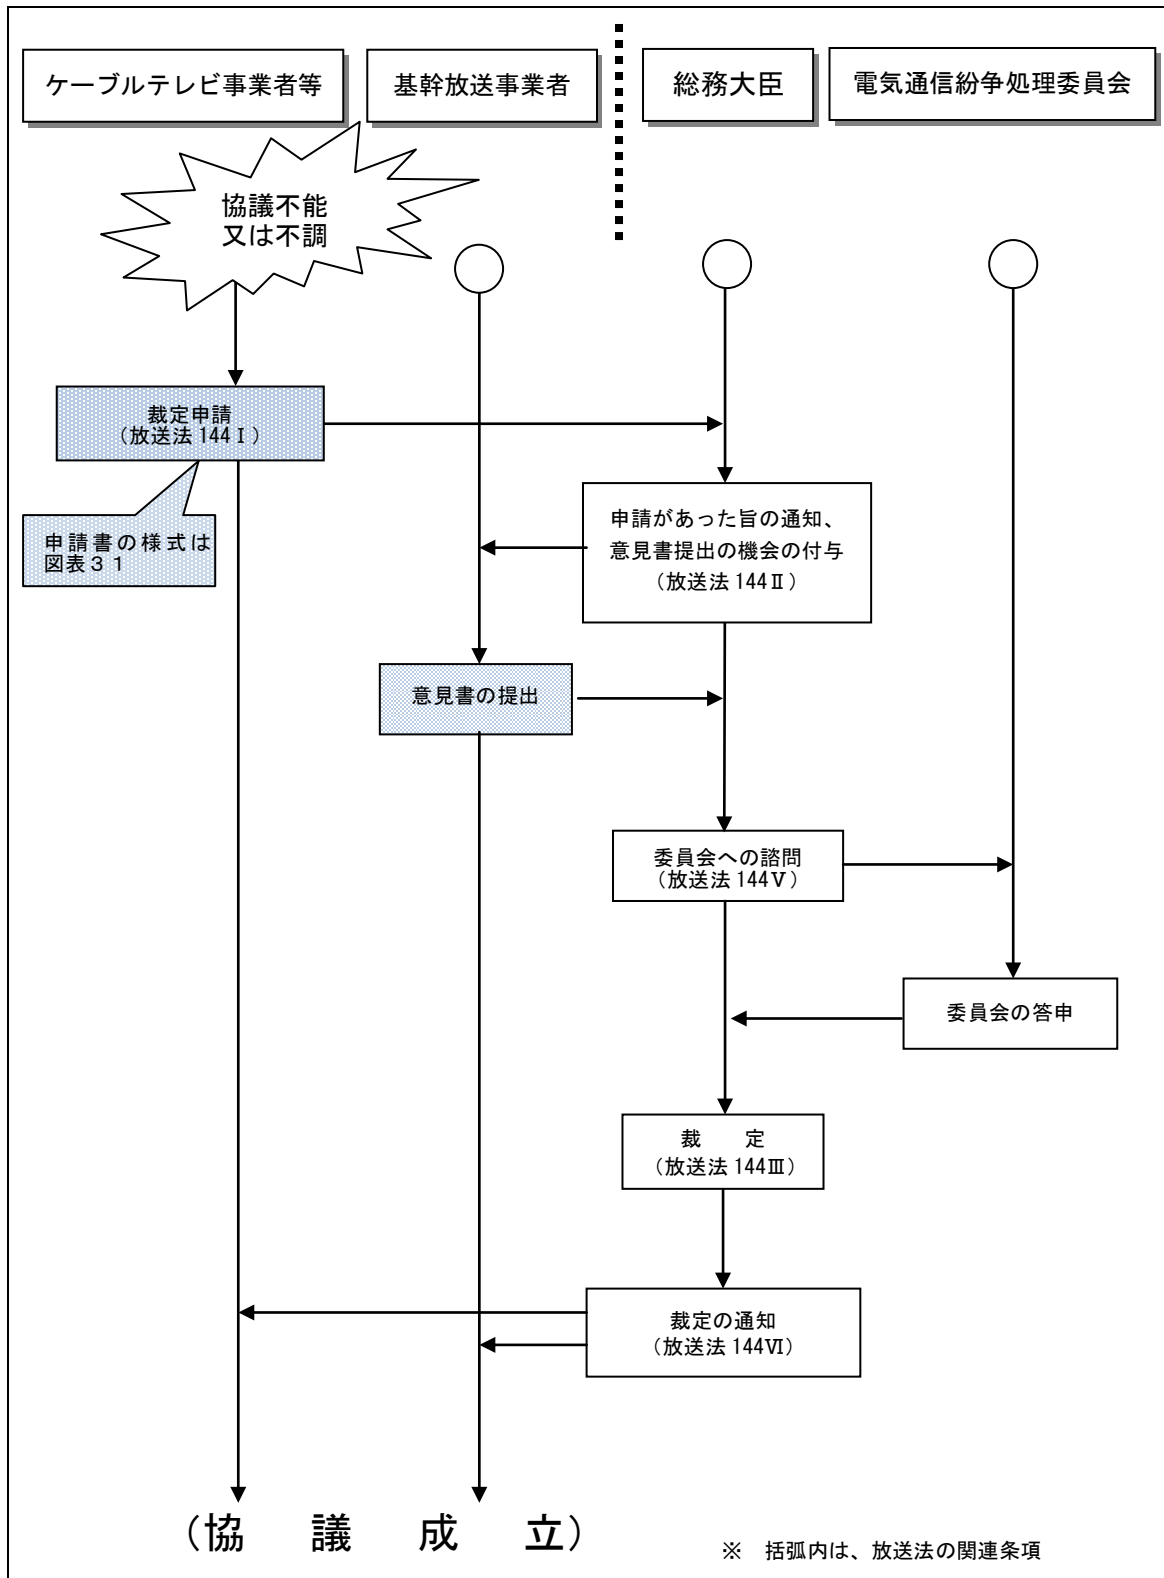 ケーブルテレビ事業者等
基幹放送事業者
総務大臣
電気通信紛争処理委員会
協議不能
又は不調
裁定申請
（放送法144Ⅰ）
申請書の様式は
図表３１
申請があった旨の通知、
意見書提出の機会の付与
（放送法144Ⅱ）
意見書の提出
委員会への諮問
（放送法144Ⅴ）
委員会の答申
裁　　定
（放送法144Ⅲ）
裁定の通知
（放送法144Ⅵ）
（協　議　成　立）
※　括弧内は、放送法の関連条項